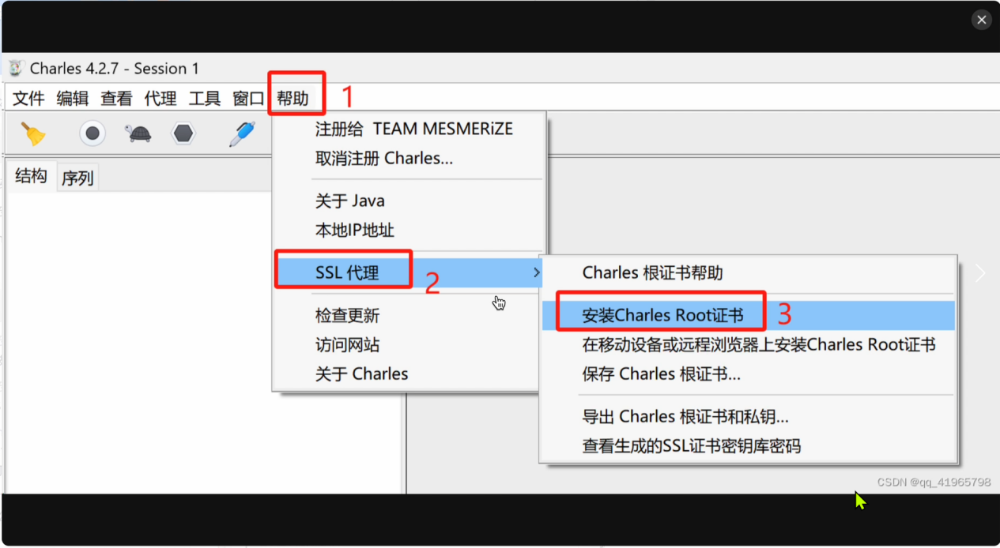 Charles 4.2.7 - Session 1
文件 编辑 查看 代理 工具 窗口 帮助 1
注册给 TEAM MESMERiZE
取消注册 Charles...
结构 序列
关于 Java
本地IP地址
SSL 代理 2
检查更新
访问网站
关于 Charles
Charles 根证书帮助
安装Charles Root证书 3
在移动设备或远程浏览器上安装Charles Root证书
保存 Charles 根证书...
导出 Charles 根证书和私钥...
查看生成的SSL证书密钥库密码
CSDN @qq_41965798